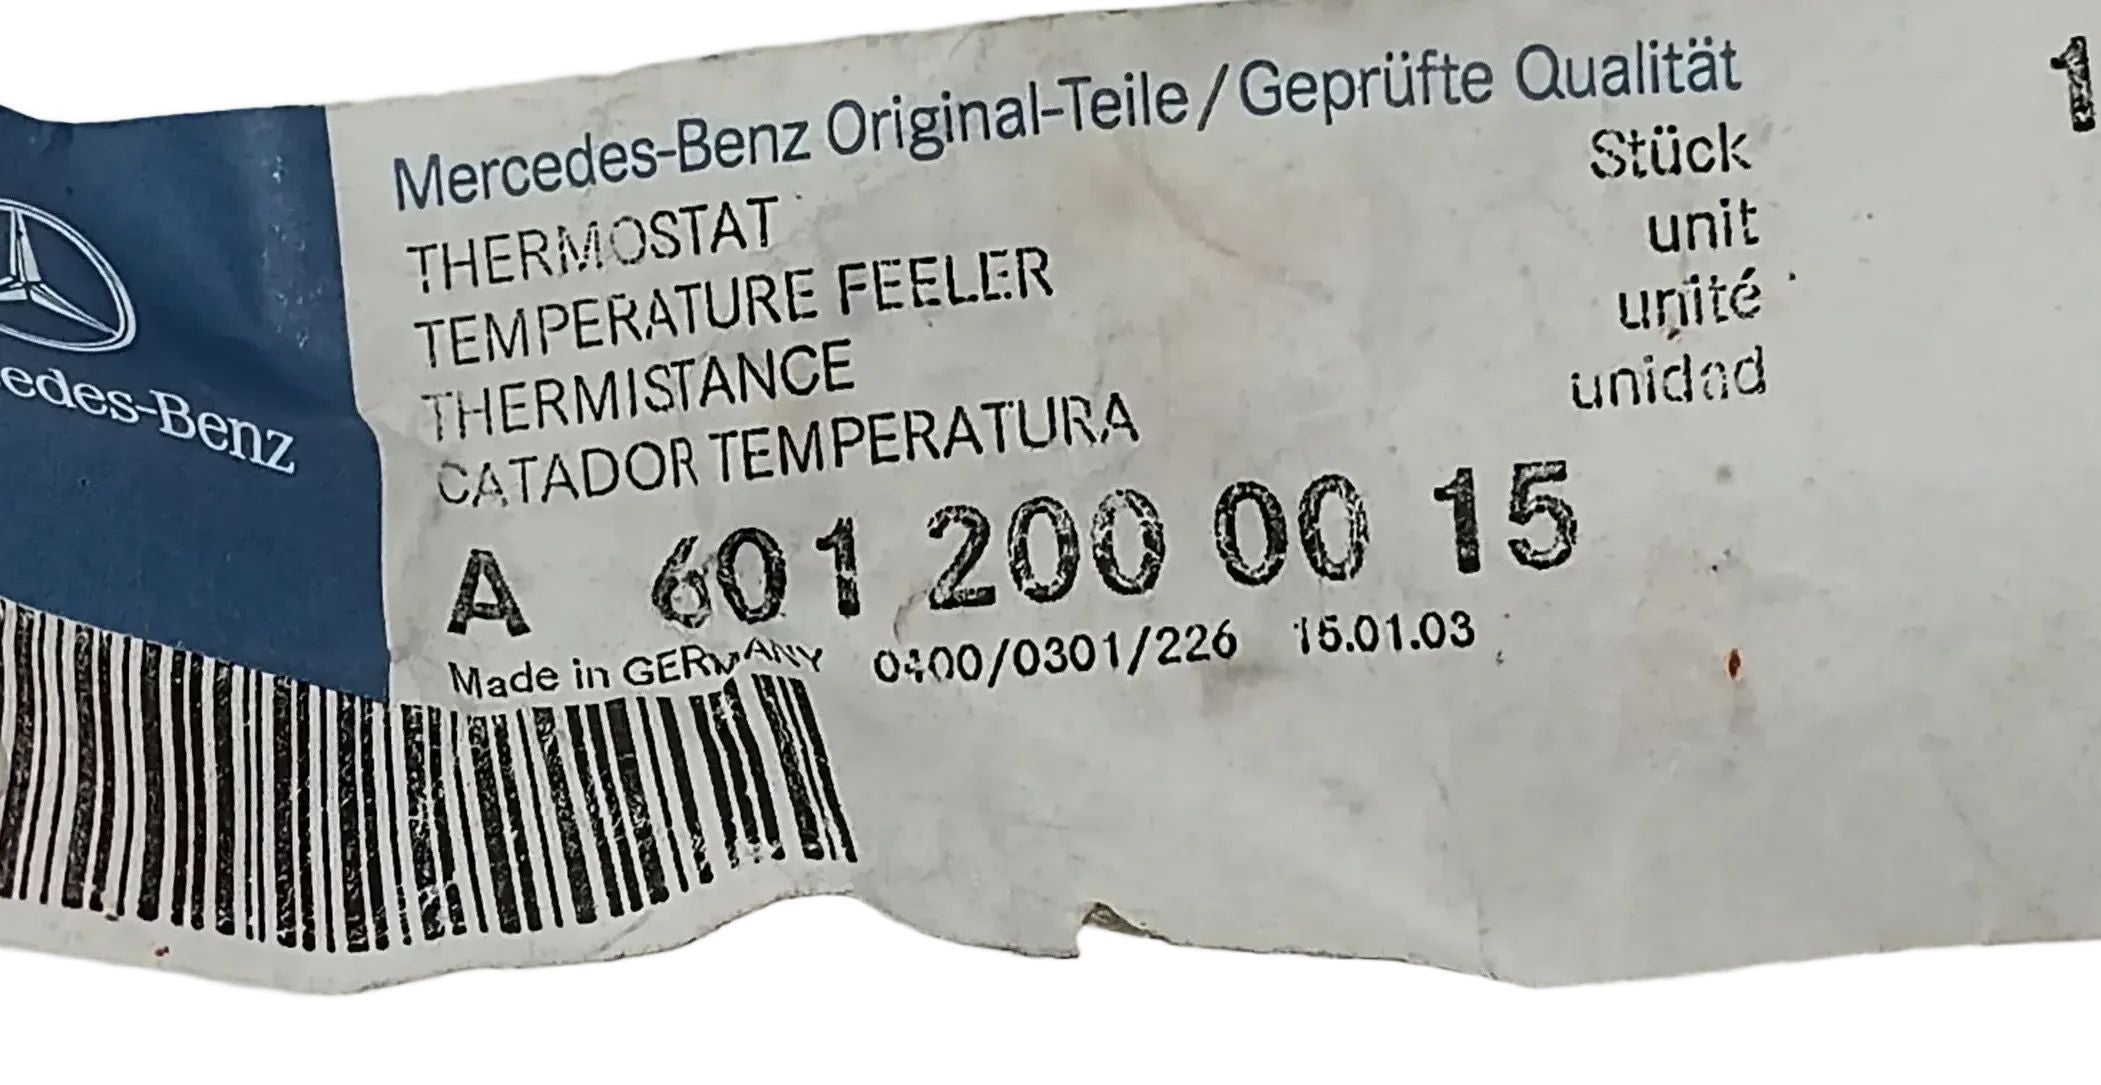 Mercedes-Benz Original-Teile/Geprüfte Qualität
THERMOSTAT Stück 1
TEMPERATURE FEELER unit
THERMISTANCE unité
CATADOR TEMPERATURA unidad
edes-Benz
A 601 200 00 15
Made in GERMANY 0400/0301/226 15.01.03